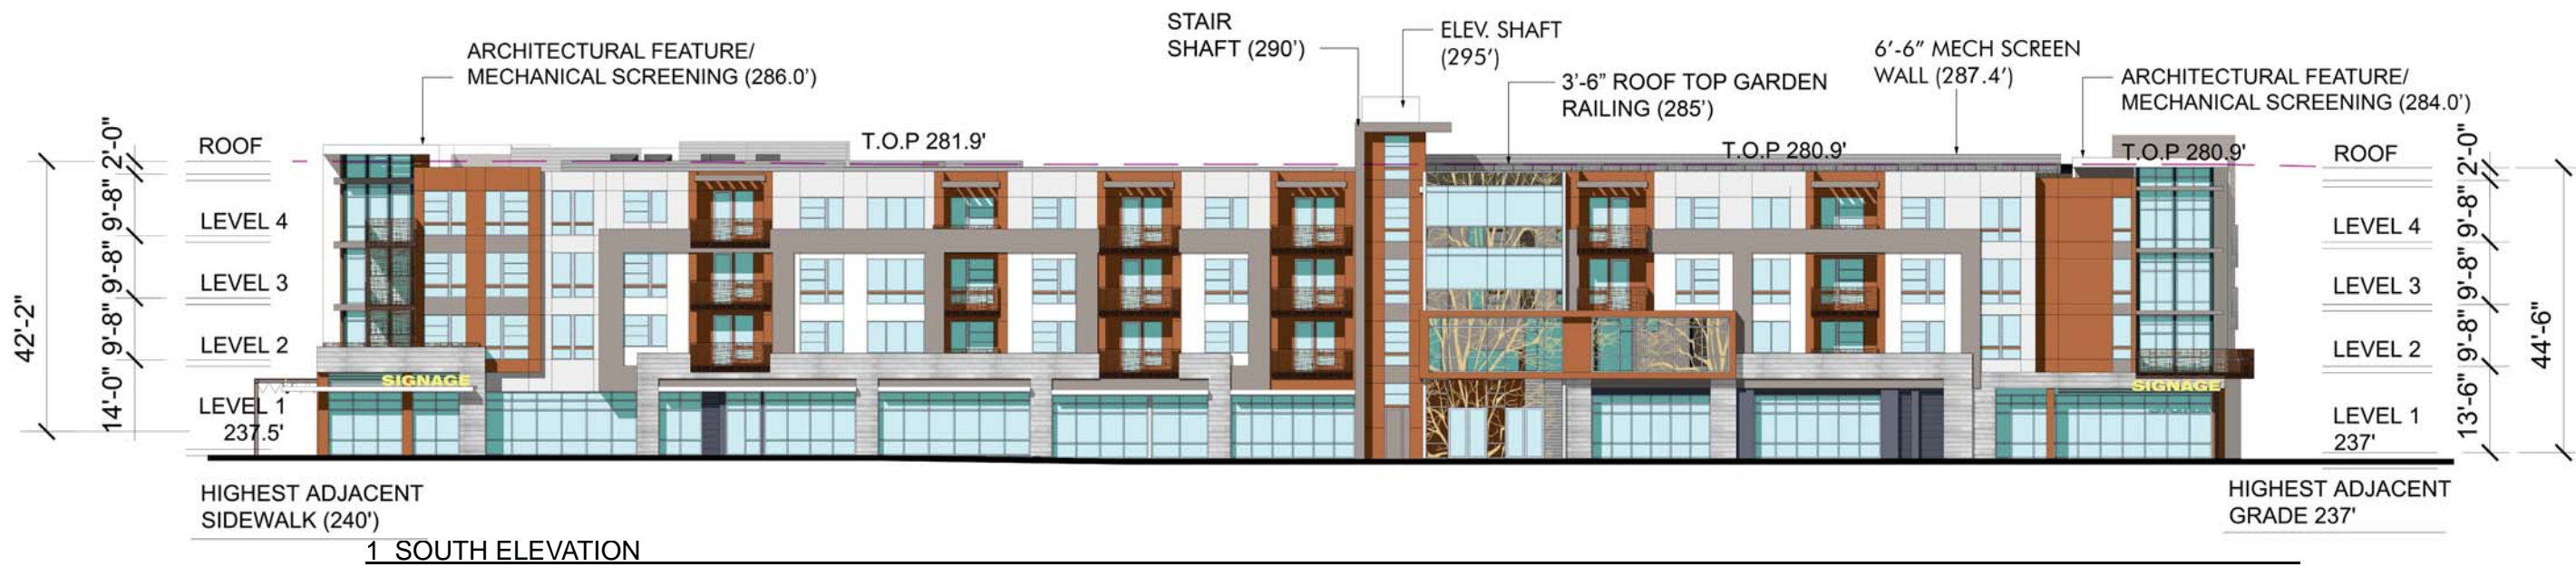 STAIR
SHAFT (290')
ELEV. SHAFT
(295')
ARCHITECTURAL FEATURE/
MECHANICAL SCREENING (286.0')
6'-6" MECH SCREEN
WALL (287.4')
3'-6" ROOF TOP GARDEN
RAILING (285')
ARCHITECTURAL FEATURE/
MECHANICAL SCREENING (284.0')
T.O.P 281.9'
T.O.P 280.9'
T.O.P 280.9'
42'-2"
2'-0"
9'-8"
9'-8"
9'-8"
14'-0"
ROOF
LEVEL 4
LEVEL 3
LEVEL 2
LEVEL 1
237.5'
SIGNAGE
SIGNAGE
ROOF
LEVEL 4
LEVEL 3
LEVEL 2
LEVEL 1
237'
2'-0"
9'-8"
9'-8"
9'-8"
13'-6"
44'-6"
HIGHEST ADJACENT
SIDEWALK (240')
HIGHEST ADJACENT
GRADE 237'
1 SOUTH ELEVATION